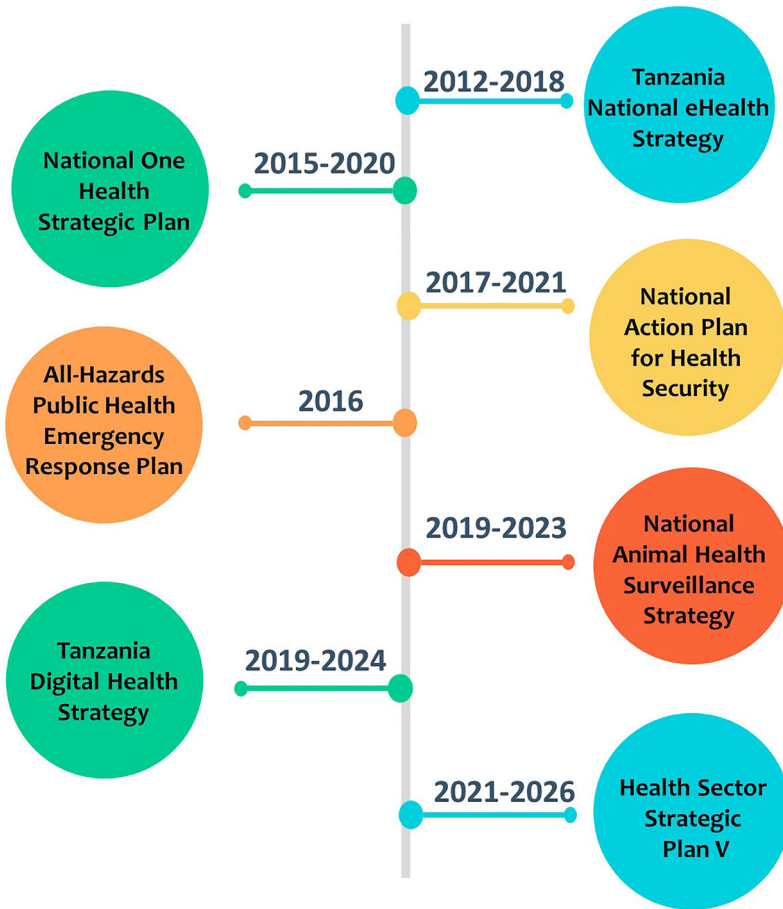 2012-2018
Tanzania
National eHealth
Strategy
2015-2020
National One
Health
Strategic Plan
2017-2021
National
Action Plan
for Health
Security
2016
All-Hazards
Public Health
Emergency
Response Plan
2019-2023
National
Animal Health
Surveillance
Strategy
2019-2024
Tanzania
Digital Health
Strategy
2021-2026
Health Sector
Strategic
Plan V